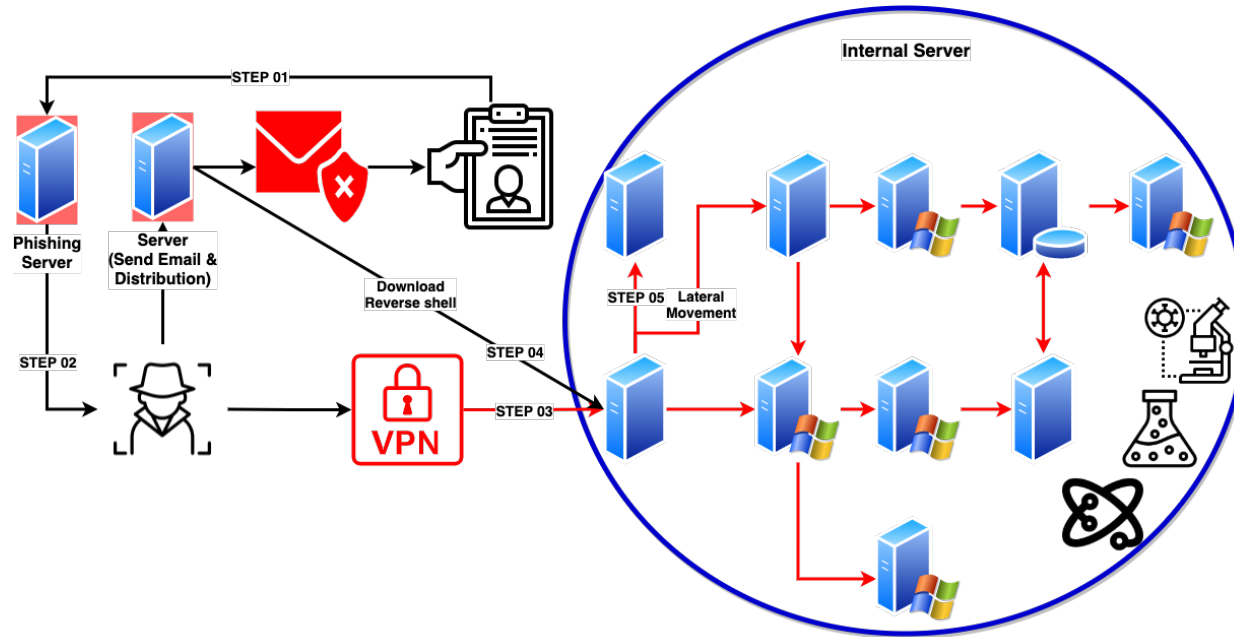 Internal Server
STEP 01
Phishing
Server
Server
(Send Email &
Distribution)
Download
Reverse shell
STEP 05
Lateral
Movement
STEP 02
STEP 04
VPN
STEP 03